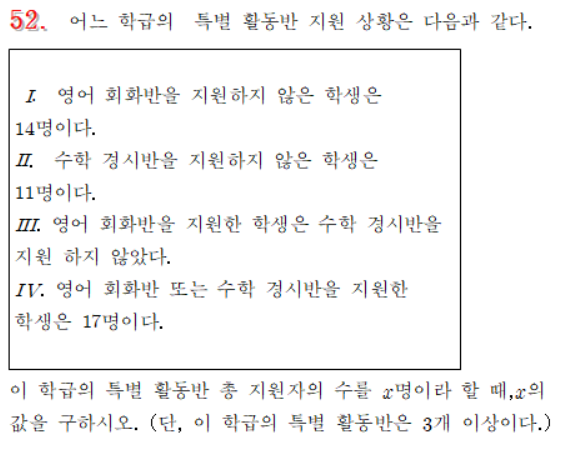 52. 어느 학급의 특별 활동반 지원 상황은 다음과 같다.
I. 영어 회화반을 지원하지 않은 학생은
14명이다.
II. 수학 경시반을 지원하지 않은 학생은
11명이다.
III. 영어 회화반을 지원한 학생은 수학 경시반을
지원 하지 않았다.
IV. 영어 회화반 또는 수학 경시반을 지원한
학생은 17명이다.
이 학급의 특별 활동반 총 지원자의 수를 x명이라 할 때,x의
값을 구하시오. (단, 이 학급의 특별 활동반은 3개 이상이다.)